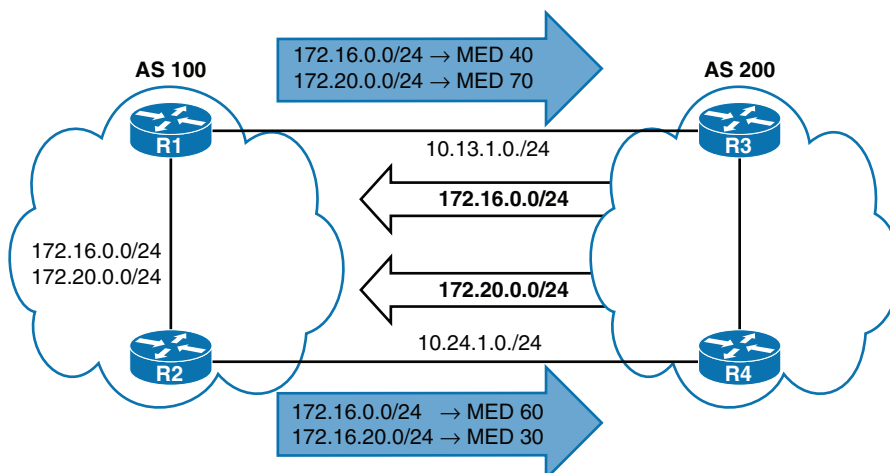 172.16.0.0/24 → MED 40
172.20.0.0/24 → MED 70
AS 100
AS 200
R1
R3
10.13.1.0./24
172.16.0.0/24
172.16.0.0/24
172.20.0.0/24
172.20.0.0/24
10.24.1.0./24
R2
R4
172.16.0.0/24 → MED 60
172.16.20.0/24 → MED 30